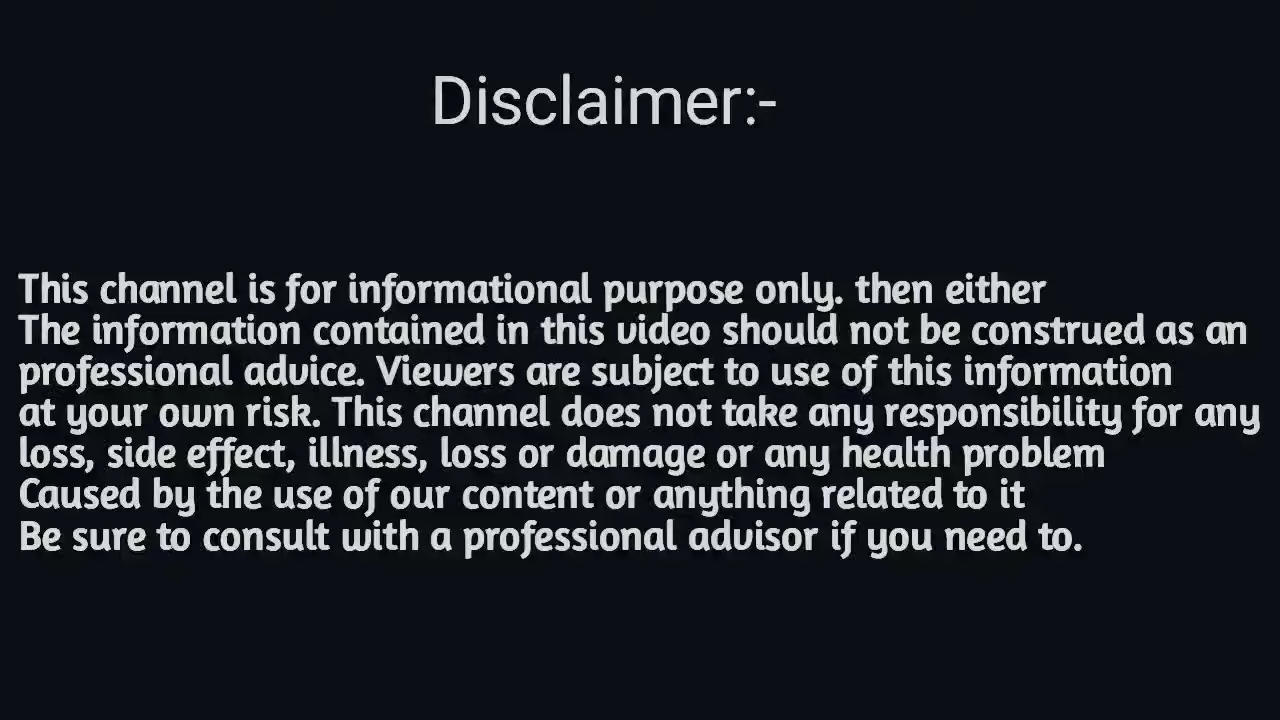 Disclaimer:-
This channel is for informational purpose only. then either
The information contained in this video should not be construed as an
professional advice. Viewers are subject to use of this information
at your own risk. This channel does not take any responsibility for any
loss, side effect, illness, loss or damage or any health problem
Caused by the use of our content or anything related to it
Be sure to consult with a professional advisor if you need to.